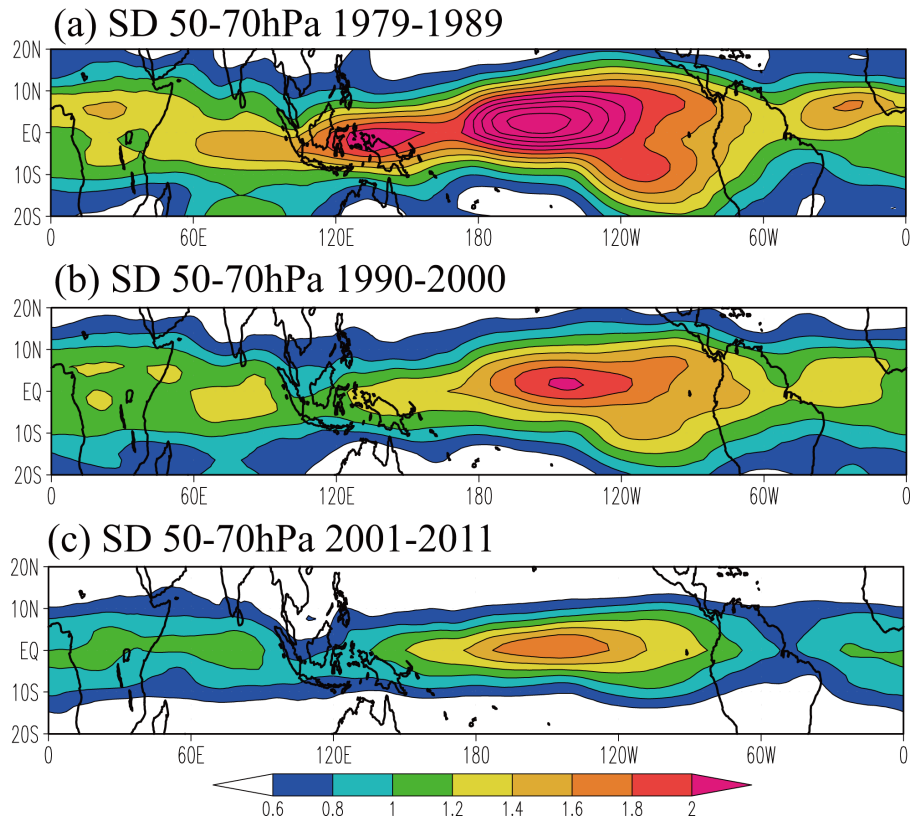 (a) SD 50-70hPa 1979-1989
20N
10N
EQ
10S
20S
0 60E 120E 180 120W 60W 0
(b) SD 50-70hPa 1990-2000
20N
10N
EQ
10S
20S
0 60E 120E 180 120W 60W 0
(c) SD 50-70hPa 2001-2011
20N
10N
EQ
10S
20S
0 60E 120E 180 120W 60W 0
0.6 0.8 1 1.2 1.4 1.6 1.8 2